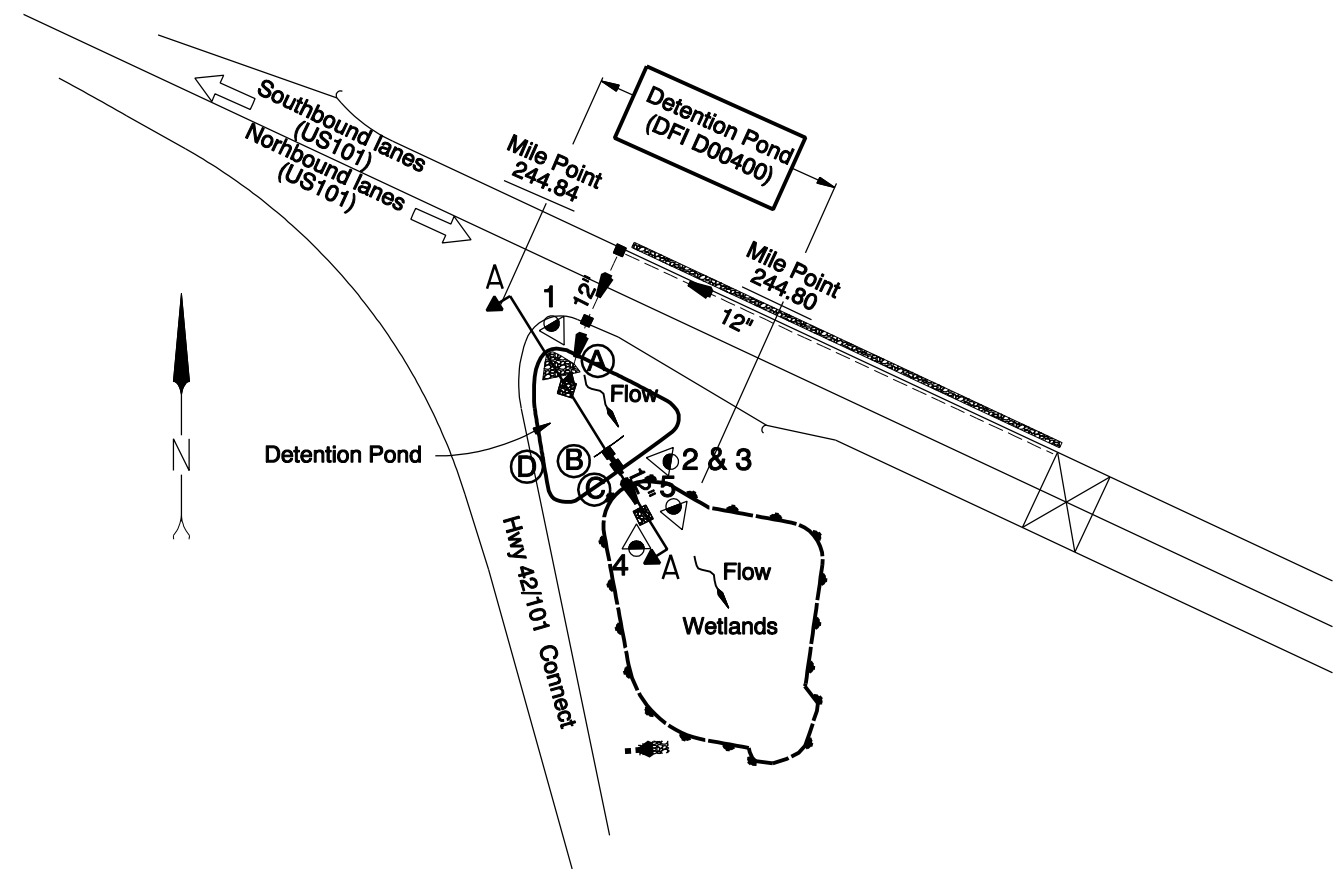 Southbound lanes
(US101)
Norhbound lanes
(US101)
Detention Pond
(DFI D00400)
Mile Point
244.84
Mile Point
244.80
A
1
12"
12"
A
Flow
Detention Pond
D
B
C
12"
2 & 3
5
4
A
Flow
Wetlands
N
Hwy 42/101 Connect